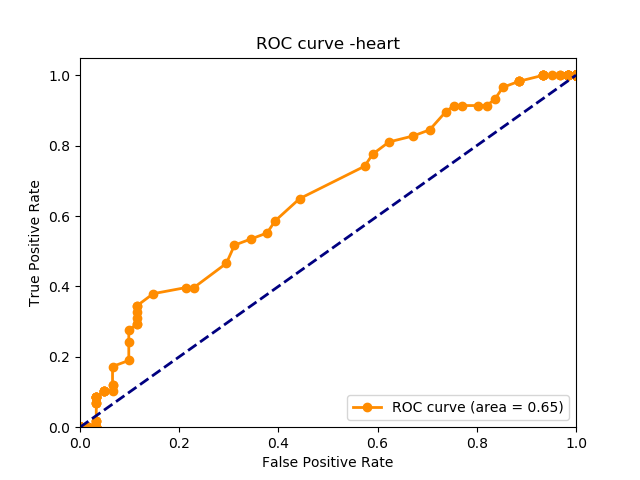 ROC curve -heart
1.0
0.8
0.6
0.4
0.2
0.0
True Positive Rate
ROC curve (area = 0.65)
0.0 0.2 0.4 0.6 0.8 1.0
False Positive Rate